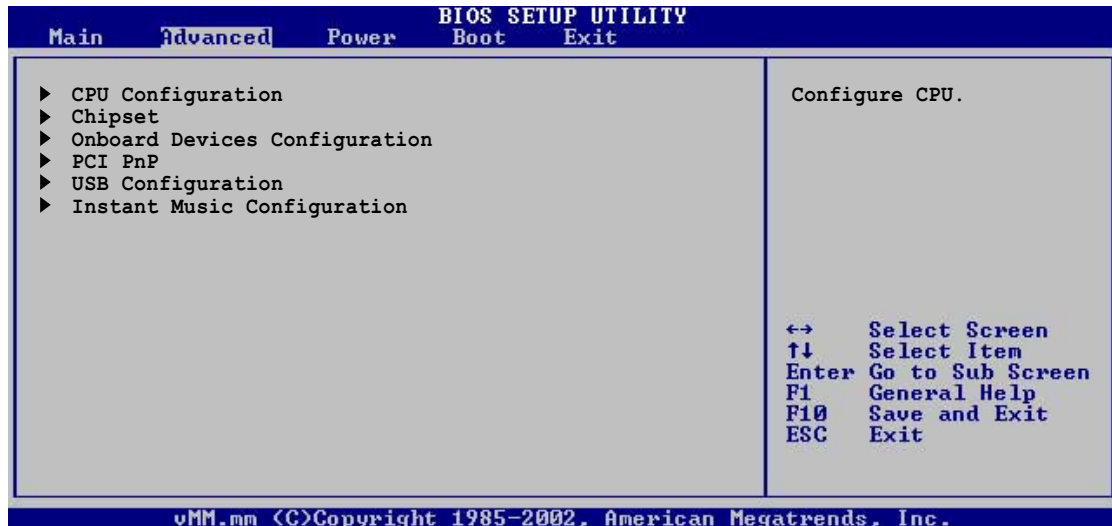 BIOS SETUP UTILITY
Main Advanced Power Boot Exit
CPU Configuration
Chipset
Onboard Devices Configuration
PCI PnP
USB Configuration
Instant Music Configuration
Configure CPU.
←→ Select Screen
↑↓ Select Item
Enter Go to Sub Screen
F1 General Help
F10 Save and Exit
ESC Exit
vMM.mm (C)Copyright 1985-2002, American Megatrends, Inc.